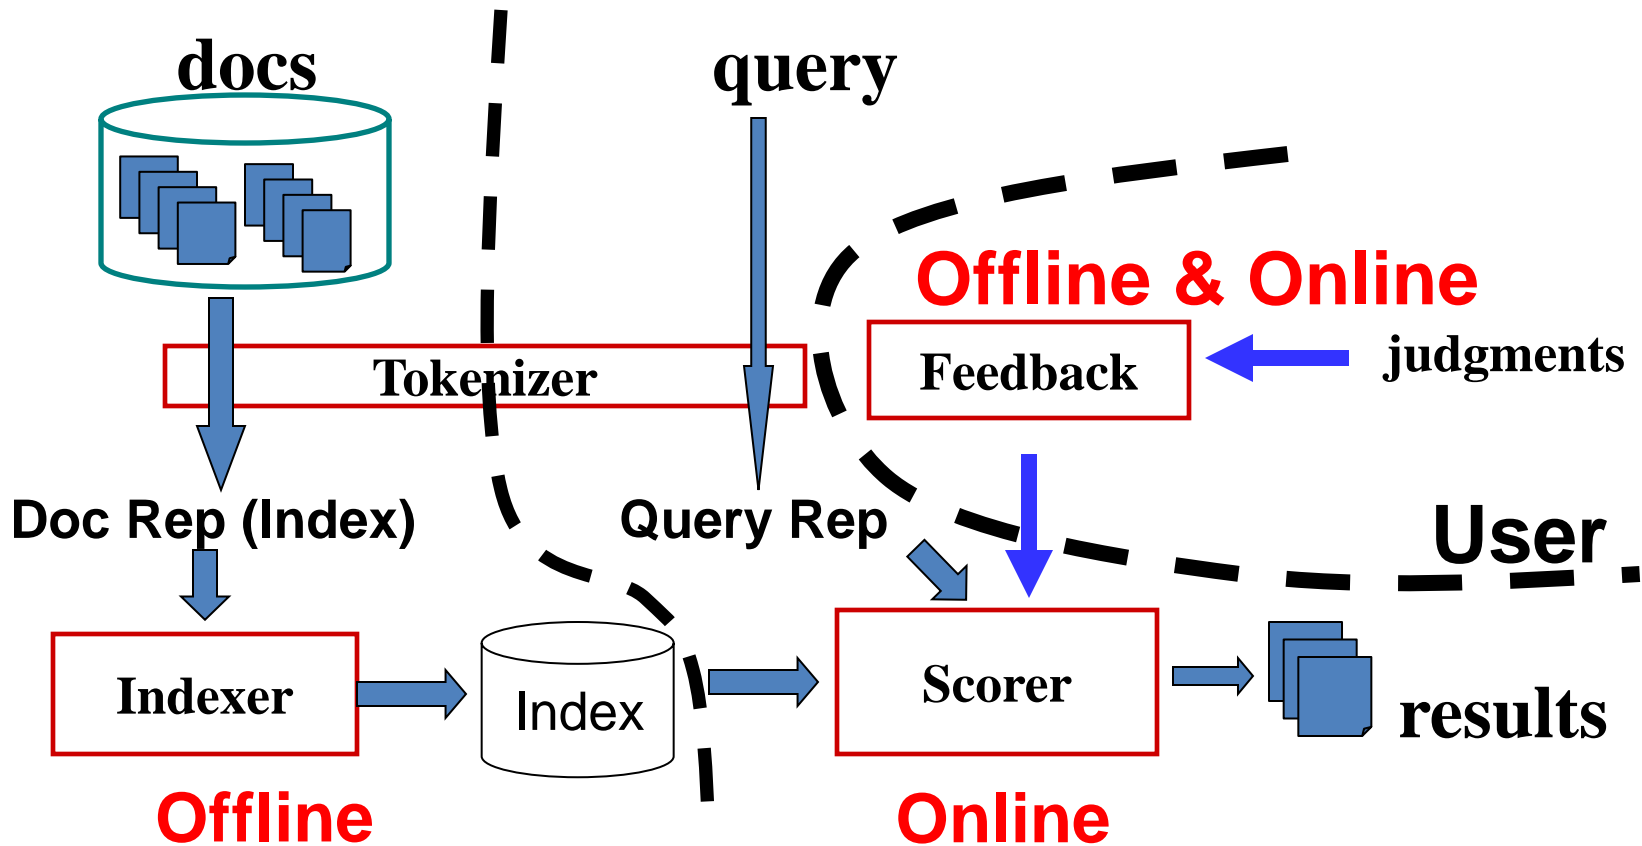 docs
query
Offline & Online
Tokenizer
Feedback
judgments
Doc Rep (Index)
Query Rep
User
Indexer
Index
Scorer
results
Offline
Online